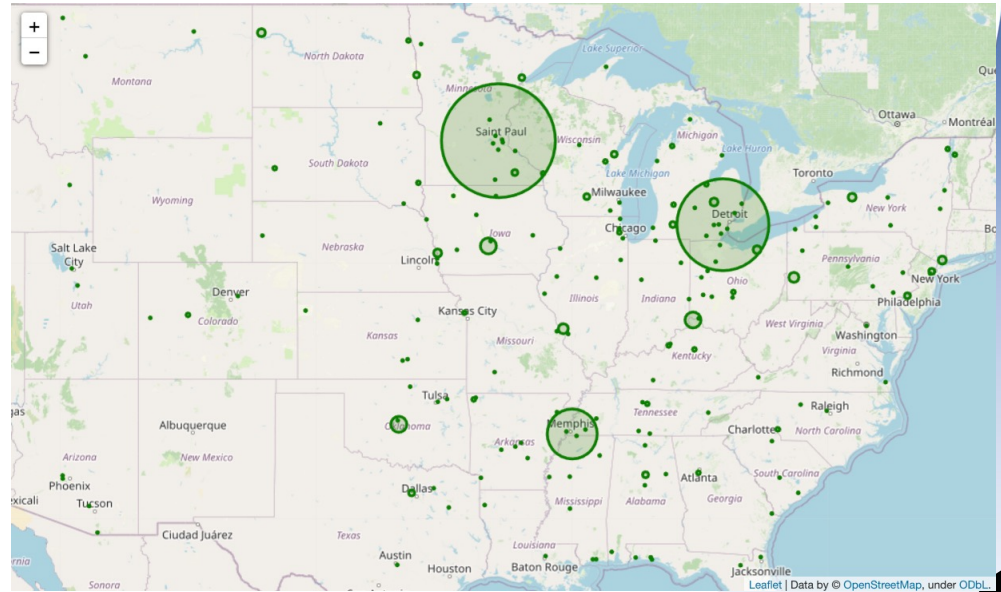 +
−
Lake Superior
North Dakota
Montana
Minnesota
Ottawa
Montréal
Saint Paul
Wisconsin
Michigan
Lake Huron
South Dakota
Lake Michigan
Toronto
Wyoming
Milwaukee
New York
Detroit
Chicago
Iowa
Salt Lake
City
Nebraska
Lincoln
Pennsylvania
New York
Ohio
Denver
Utah
Illinois
Indiana
Philadelphia
Colorado
Kansas City
West Virginia
Kansas
Missouri
Washington
Kentucky
Virginia
Richmond
Tulsa
Raleigh
Tennessee
Albuquerque
Oklahoma
Memphis
Charlotte
North Carolina
Arkansas
Arizona
New Mexico
South Carolina
Phoenix
Atlanta
Dallas
Tucson
Mississippi
Alabama
Georgia
Ciudad Juárez
Texas
Louisiana
Austin
Houston
Baton Rouge
Jacksonville
Sonora
Leaflet | Data by © OpenStreetMap, under ODbL.